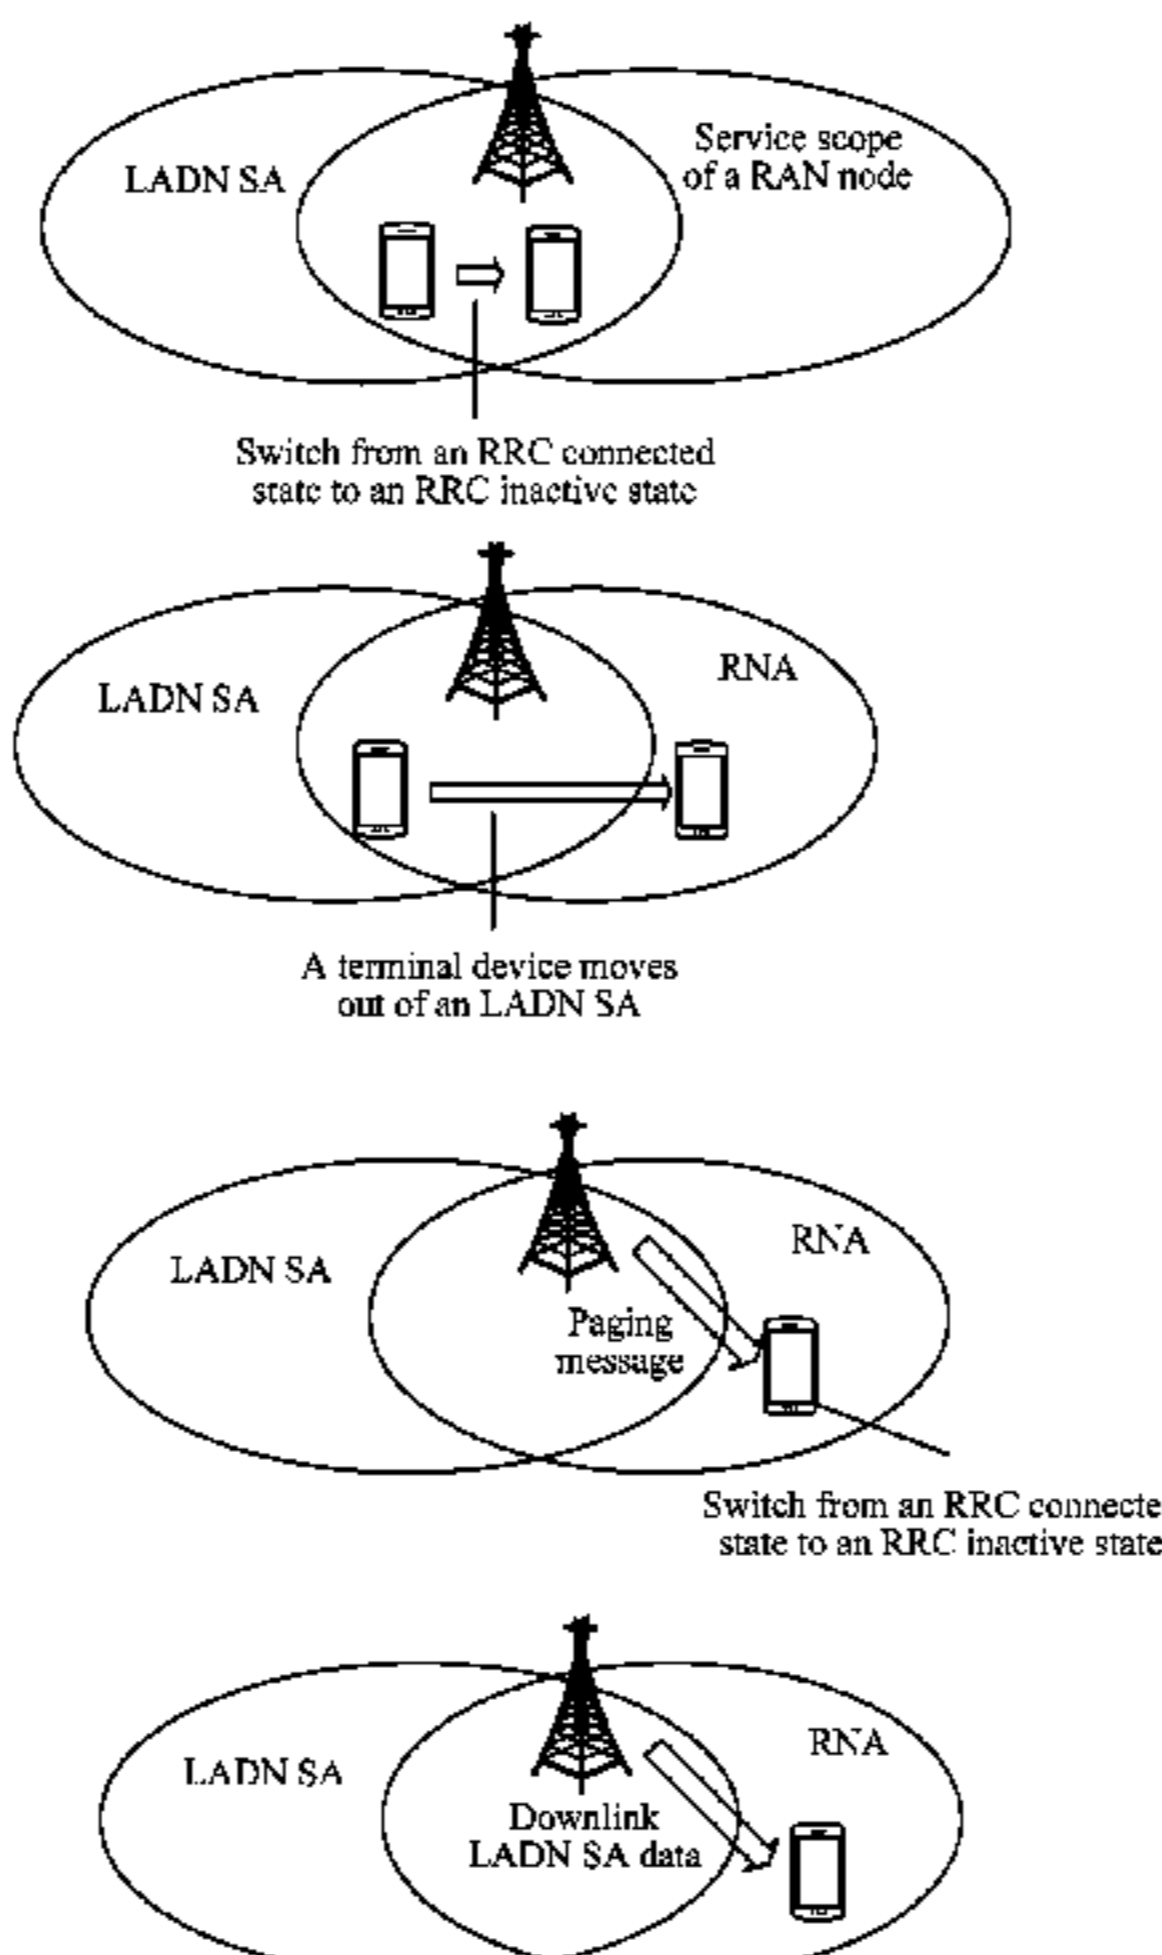 LADN SA
Service scope
of a RAN node
Switch from an RRC connected
state to an RRC inactive state
LADN SA
RNA
A terminal device moves
out of an LADN SA
LADN SA
RNA
Paging
message
Switch from an RRC connecte
state to an RRC inactive state
LADN SA
RNA
Downlink
LADN SA data